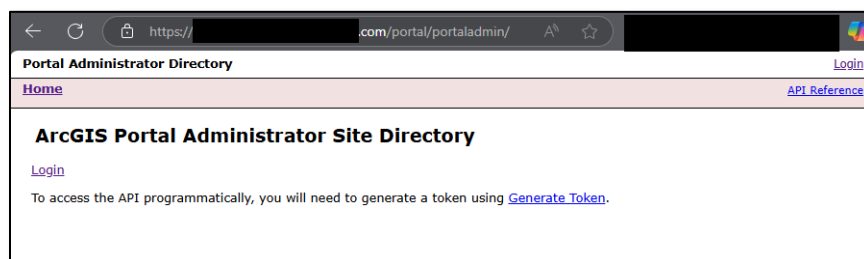 https:// .com/portal/portaladmin/
Portal Administrator Directory Login
Home API Reference
ArcGIS Portal Administrator Site Directory
Login
To access the API programmatically, you will need to generate a token using Generate Token.